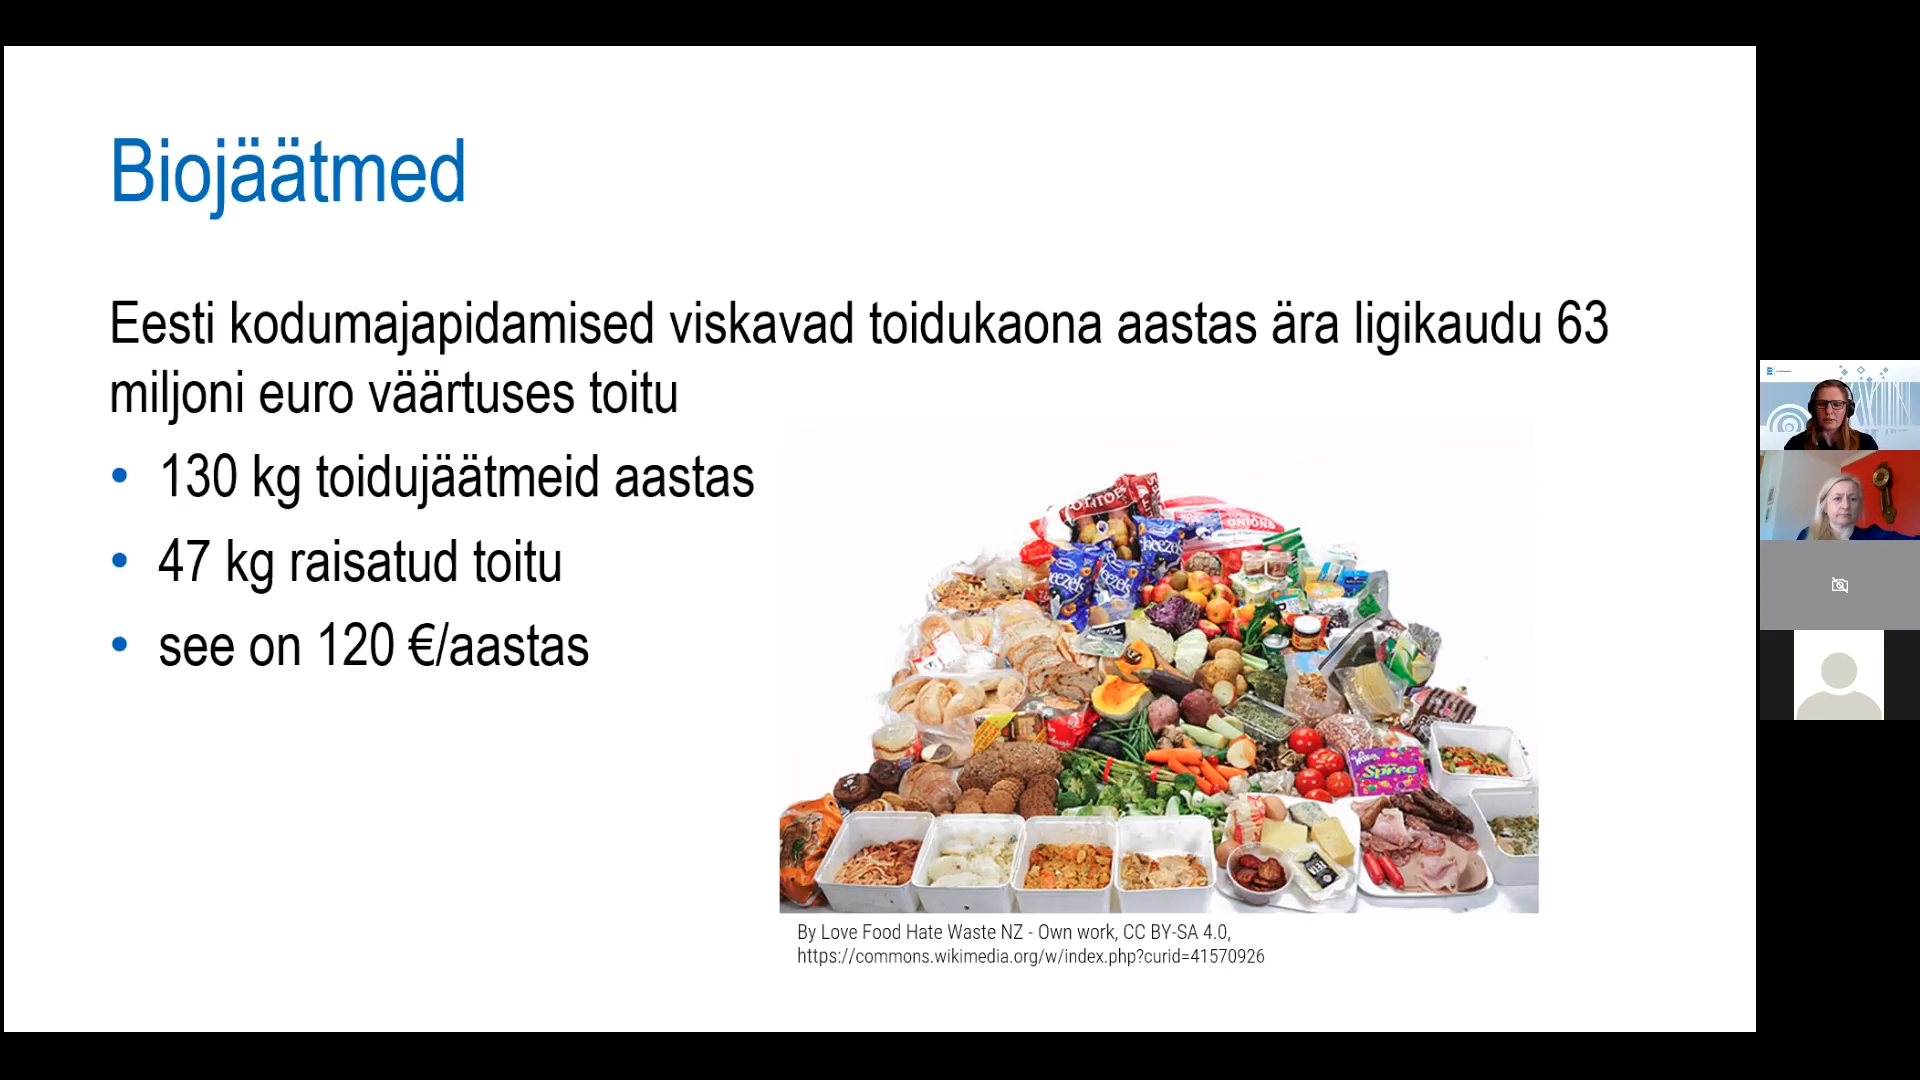 Biojäätmed
Eesti kodumajapidamised viskavad toidukaona aastas ära ligikaudu 63
miljoni euro väärtuses toitu
• 130 kg toidujäätmeid aastas
• 47 kg raisatud toitu
• see on 120 €/aastas
ONIONS
Spree
By Love Food Hate Waste NZ - Own work, CC BY-SA 4.0,
https://commons.wikimedia.org/w/index.php?curid=41570926